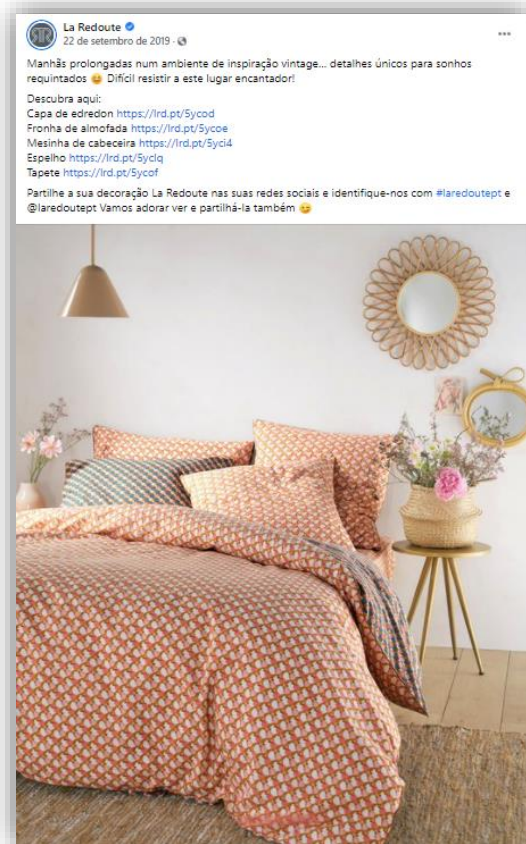 La Redoute
22 de setembro de 2019 ·
Manhãs prolongadas num ambiente de inspiração vintage... detalhes únicos para sonhos
requintados 😀 Difícil resistir a este lugar encantador!
Descubra aqui:
Capa de edredon https://lrd.pt/5ycod
Fronha de almofada https://lrd.pt/5ycoe
Mesinha de cabeceira https://lrd.pt/5yci4
Espelho https://lrd.pt/5yclq
Tapete https://lrd.pt/5ycof
Partilhe a sua decoração La Redoute nas suas redes sociais e identifique-nos com #laredoutept e
@laredoutept Vamos adorar ver e partilhá-la também 😉